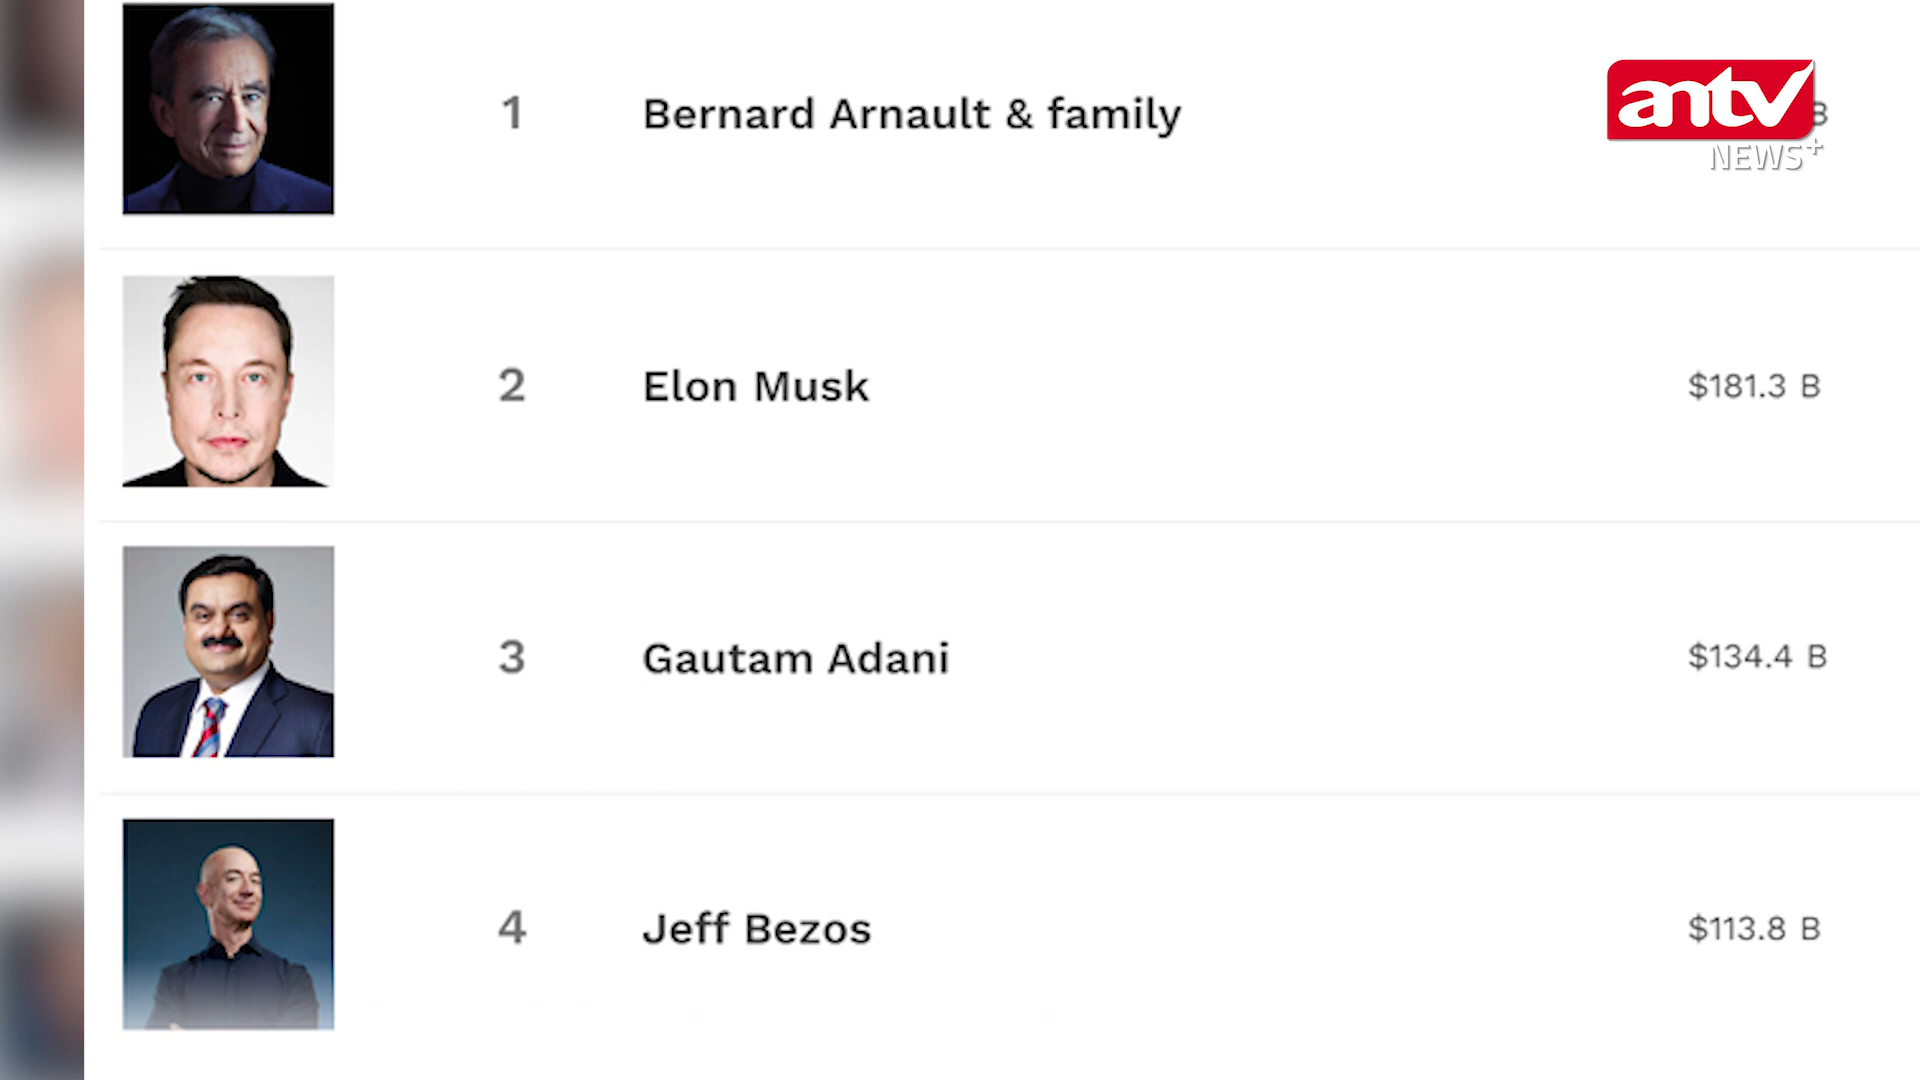 antv
NEWS+
1 Bernard Arnault & family B
2 Elon Musk $181.3 B
3 Gautam Adani $134.4 B
4 Jeff Bezos $113.8 B